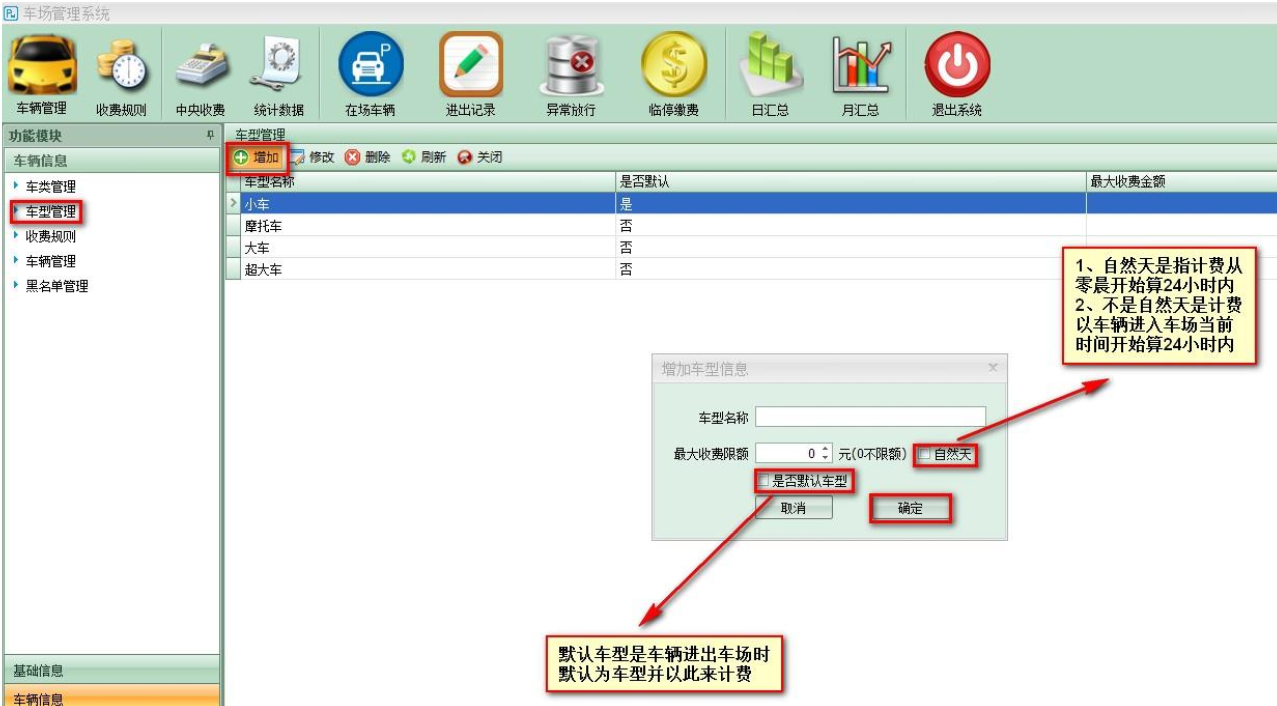 车场管理系统
车辆管理 收费规则 中央收费 统计数据 在场车辆 进出记录 异常放行 临停缴费 日汇总 月汇总 退出系统
功能模块
车型管理
车辆信息
增加 修改 删除 刷新 关闭
车类管理
车型管理
收费规则
车辆管理
黑名单管理
车型名称 是否默认 最大收费金额
小车 是
摩托车 否
大车 否
超大车 否
1、自然天是指计费从
零晨开始算24小时内
2、不是自然天是计费
以车辆进入车场当前
时间开始算24小时内
增加车型信息
车型名称
最大收费限额 0 元(0不限额) 自然天
是否默认车型
取消 确定
默认车型是车辆进出车场时
默认为车型并以此来计费
基础信息
车辆信息